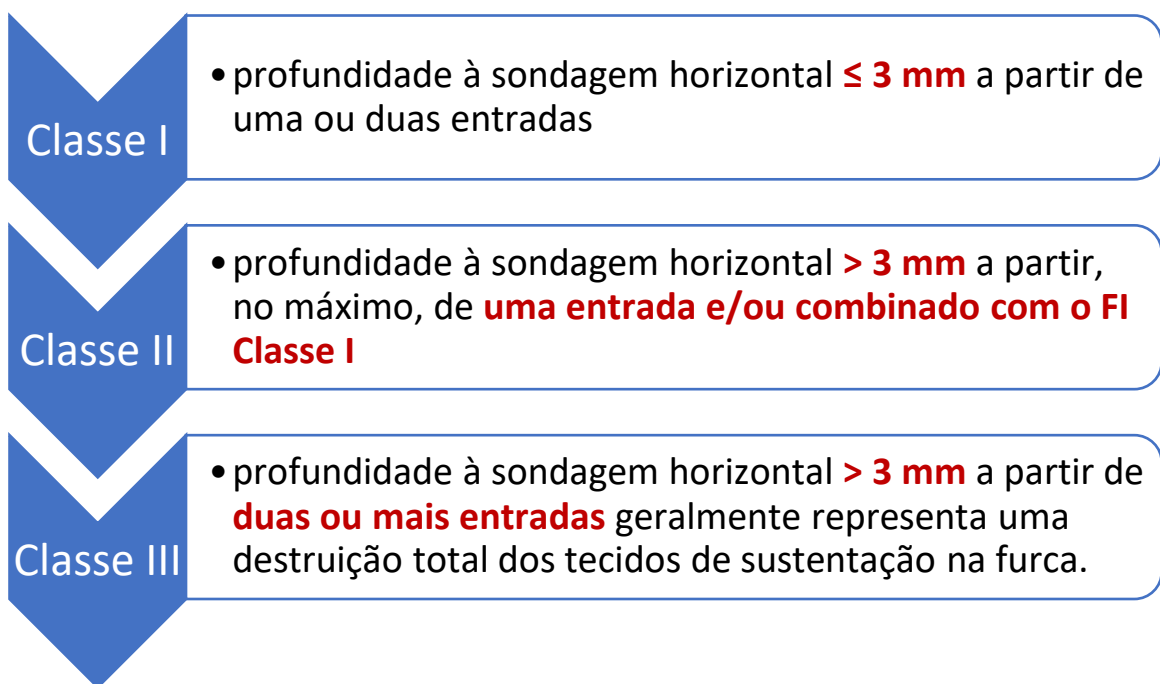 Classe I
•profundidade à sondagem horizontal ≤ 3 mm a partir de
uma ou duas entradas
Classe II
•profundidade à sondagem horizontal > 3 mm a partir,
no máximo, de uma entrada e/ou combinado com o FI
Classe I
Classe III
•profundidade à sondagem horizontal > 3 mm a partir de
duas ou mais entradas geralmente representa uma
destruição total dos tecidos de sustentação na furca.